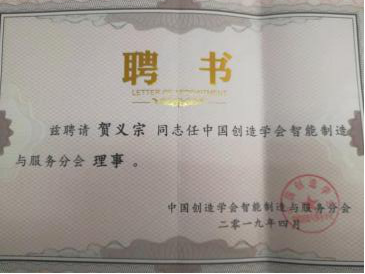 聘书
LETTER OF APPOINTMENT
兹聘请 贺义宗 同志任中国创造学会智能制造
与服务分会 理事 。
中国创造学会智能制造与服务分会
二零一九年四月